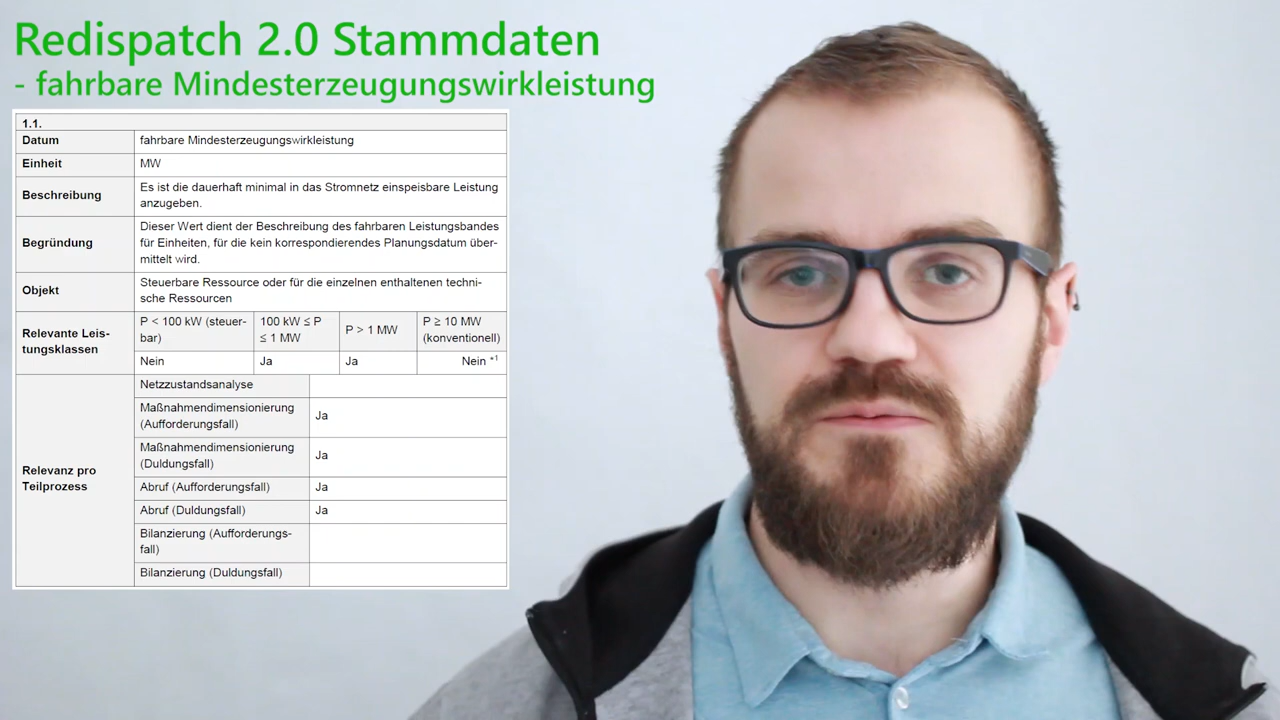 Redispatch 2.0 Stammdaten
- fahrbare Mindesterzeugungswirkleistung
1.1.
Datum fahrbare Mindesterzeugungswirkleistung
Einheit MW
Beschreibung Es ist die dauerhaft minimal in das Stromnetz einspeisbare Leistung
anzugeben.
Begründung Dieser Wert dient der Beschreibung des fahrbaren Leistungsbandes
für Einheiten, für die kein korrespondierendes Planungsdatum über-
mittelt wird.
Objekt Steuerbare Ressource oder für die einzelnen enthaltenen techni-
sche Ressourcen
Relevante Leis-
tungsklassen
P < 100 kW (steuer-
bar)
100 kW ≤ P
≤ 1 MW
P > 1 MW
P ≥ 10 MW
(konventionell)
Nein Ja Ja Nein *1
Relevanz pro
Teilprozess
Netzzustandsanalyse
Maßnahmendimensionierung
(Aufforderungsfall) Ja
Maßnahmendimensionierung
(Duldungsfall) Ja
Abruf (Aufforderungsfall) Ja
Abruf (Duldungsfall) Ja
Bilanzierung (Aufforderungs-
fall)
Bilanzierung (Duldungsfall)